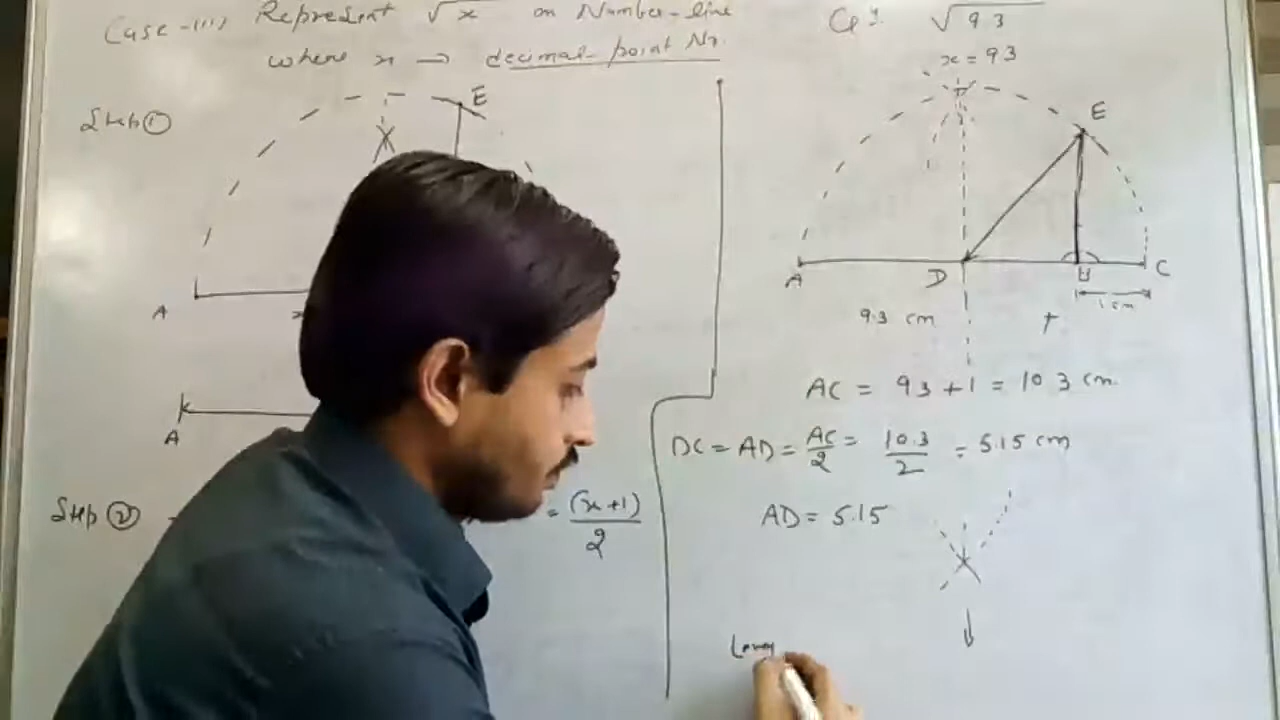 Case-(iii) Represent √x on Number-line
where x → decimal-point No.
Step ①
E
A
A
Step ②
= (x+1)/2
√9.3
x = 9.3
E
A D B C
1 cm
9.3 cm
AC = 9.3 + 1 = 10.3 cm.
DC = AD = AC/2 = 10.3/2 = 5.15 cm
AD = 5.15